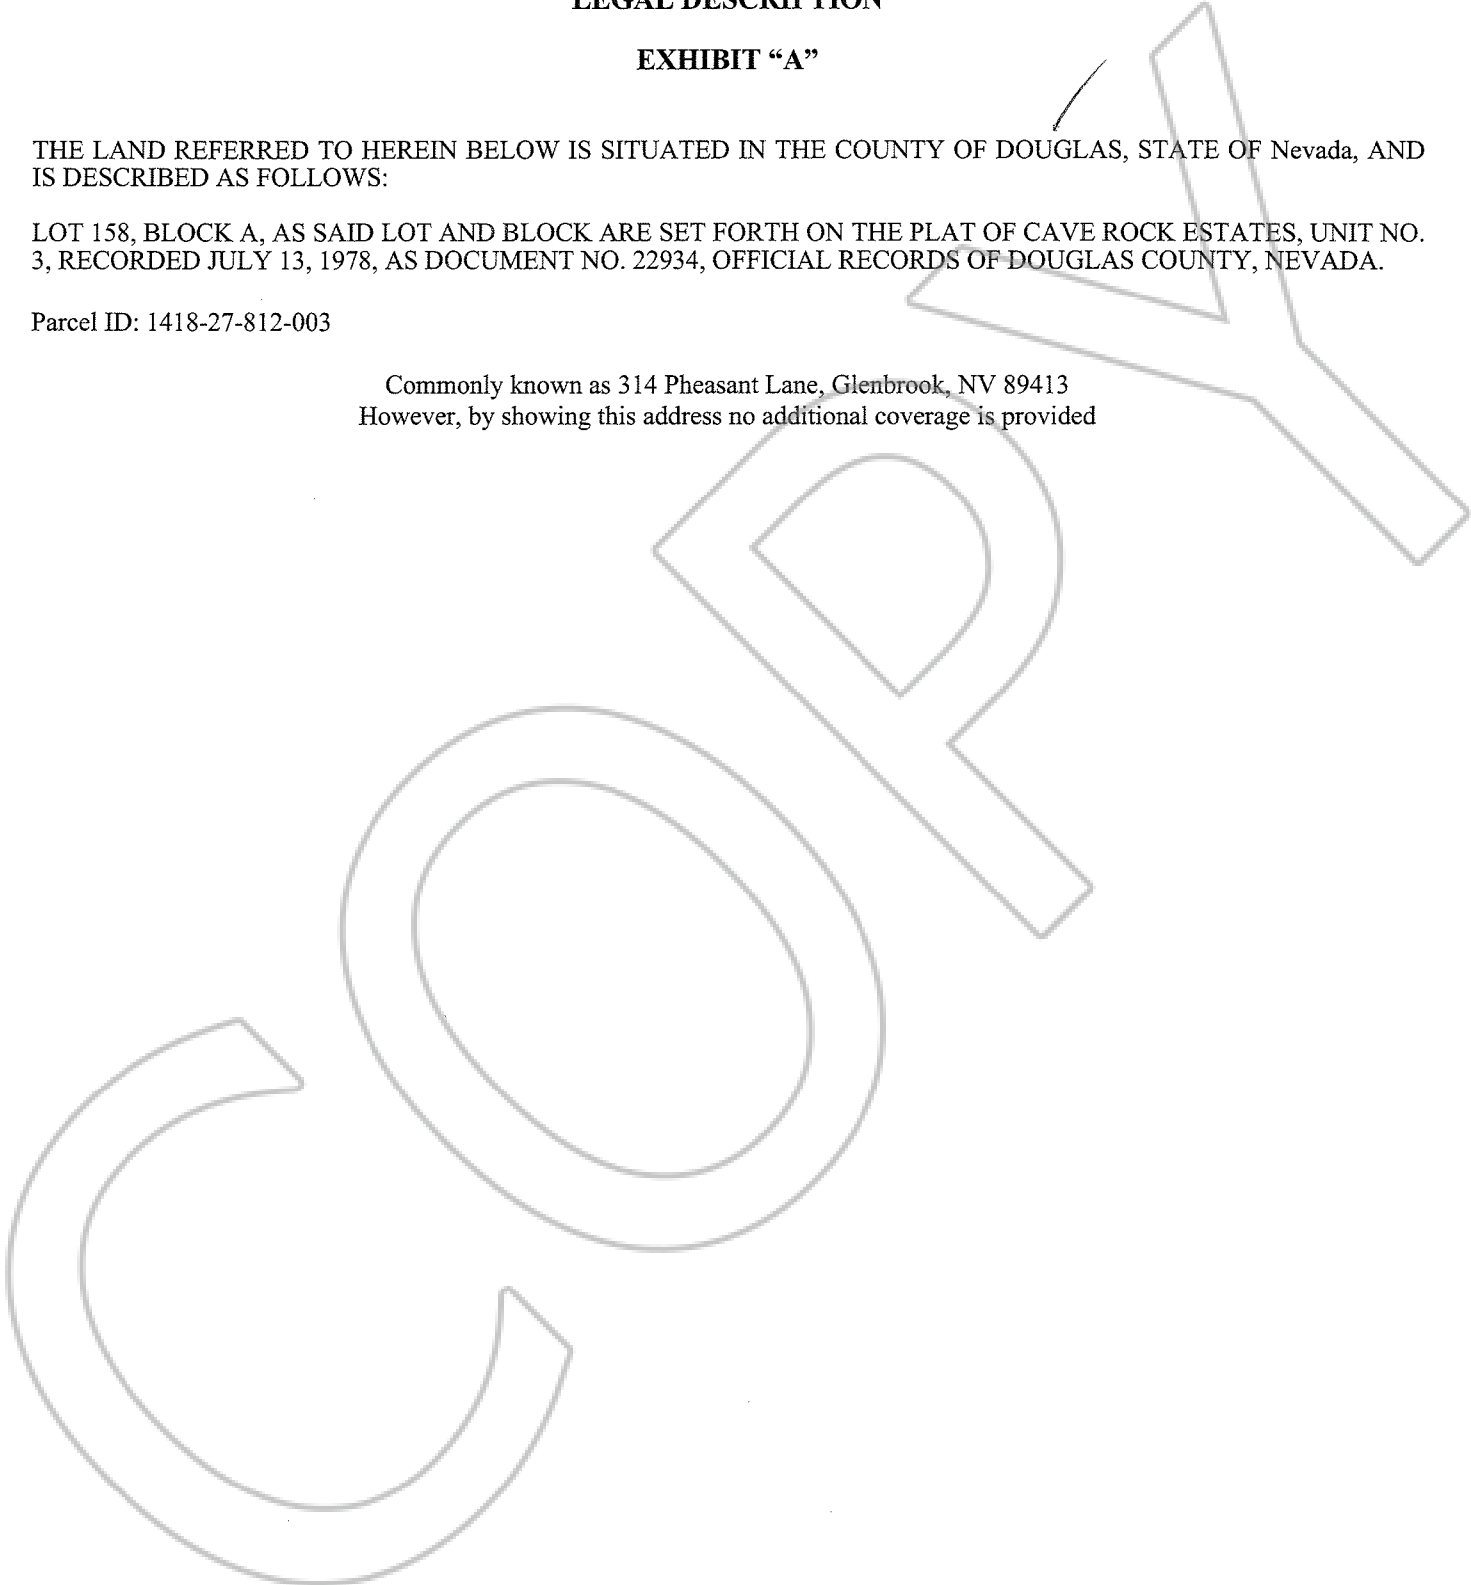 LEGAL DESCRIPTION
EXHIBIT “A”
THE LAND REFERRED TO HEREIN BELOW IS SITUATED IN THE COUNTY OF DOUGLAS, STATE OF Nevada, AND
IS DESCRIBED AS FOLLOWS:
LOT 158, BLOCK A, AS SAID LOT AND BLOCK ARE SET FORTH ON THE PLAT OF CAVE ROCK ESTATES, UNIT NO.
3, RECORDED JULY 13, 1978, AS DOCUMENT NO. 22934, OFFICIAL RECORDS OF DOUGLAS COUNTY, NEVADA.
Parcel ID: 1418-27-812-003
Commonly known as 314 Pheasant Lane, Glenbrook, NV 89413
However, by showing this address no additional coverage is provided
COPY